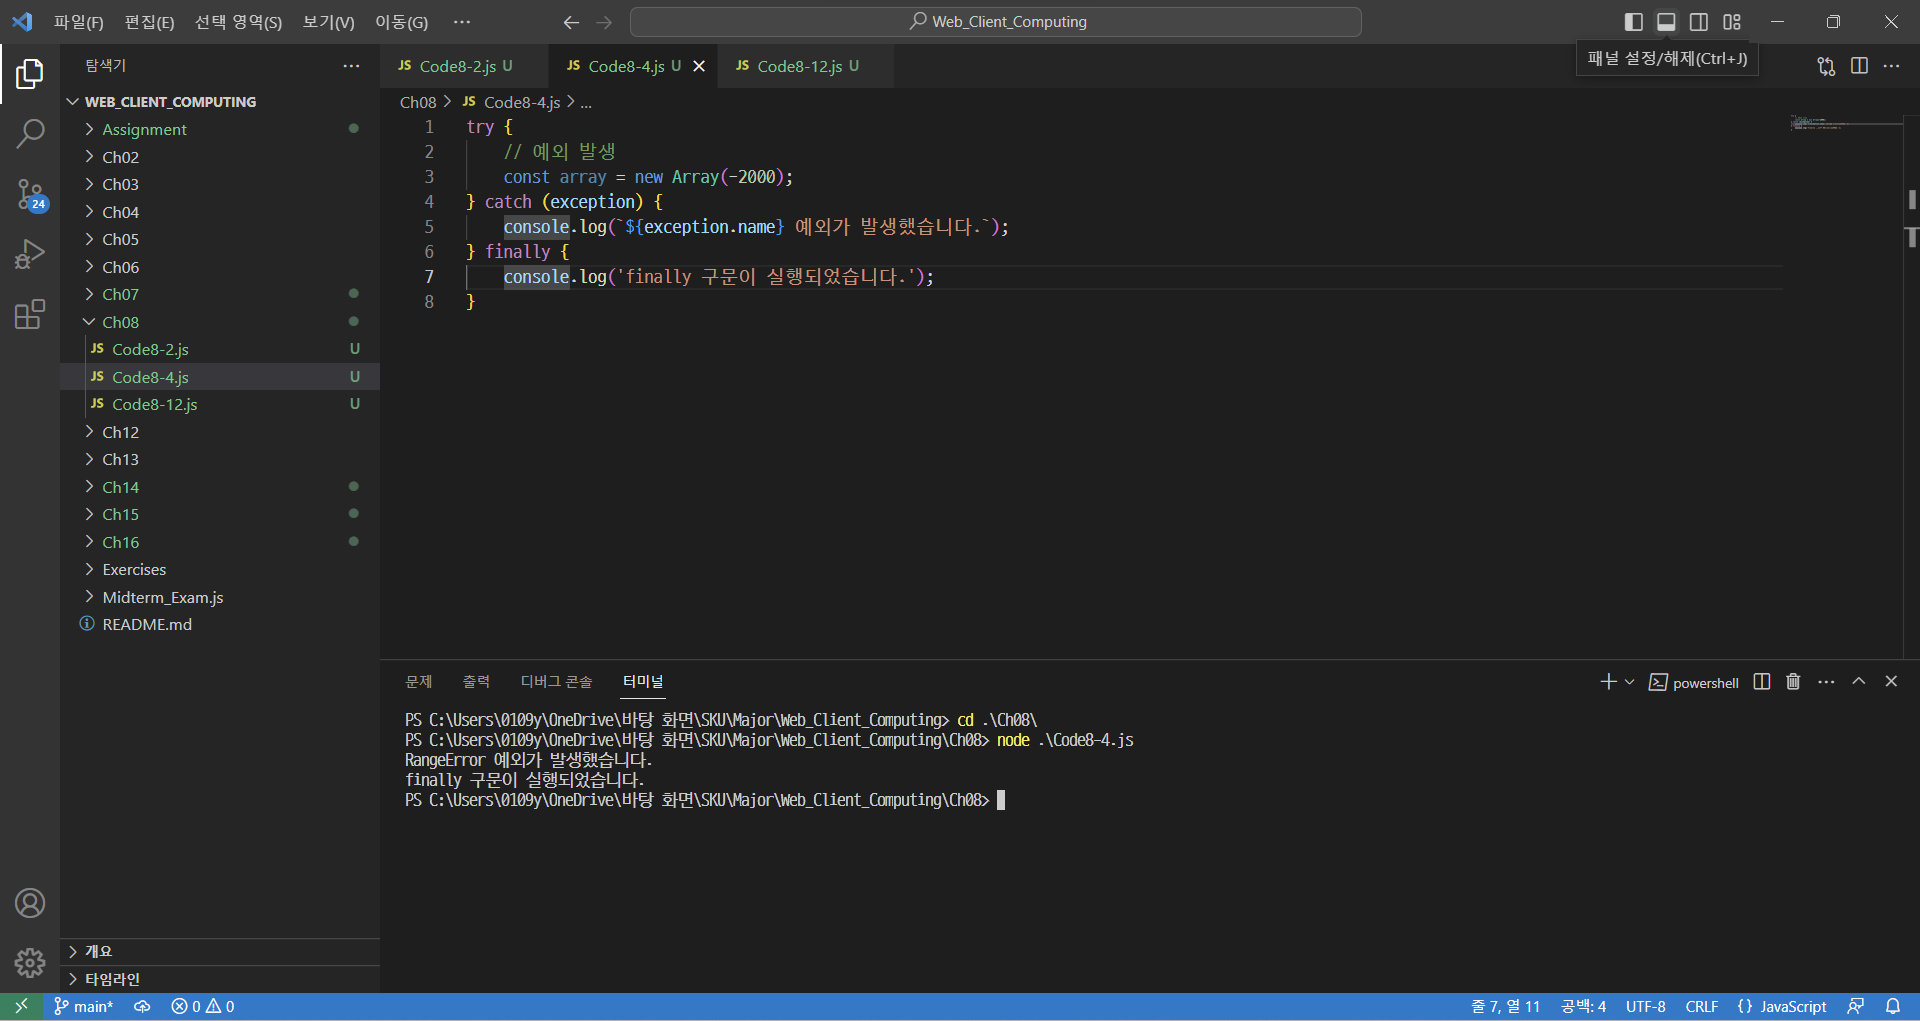 파일(F) 편집(E) 선택 영역(S) 보기(V) 이동(G) ··· Web_Client_Computing
패널 설정/해제(Ctrl+J)
탐색기 ···
WEB_CLIENT_COMPUTING
Assignment
Ch02
Ch03
Ch04
Ch05
Ch06
Ch07
Ch08
JS Code8-2.js U
JS Code8-4.js U
JS Code8-12.js U
Ch12
Ch13
Ch14
Ch15
Ch16
Exercises
Midterm_Exam.js
README.md
개요
타임라인
24
JS Code8-2.js U JS Code8-4.js U JS Code8-12.js U
Ch08 > JS Code8-4.js > ...
1 try {
2 // 예외 발생
3 const array = new Array(-2000);
4 } catch (exception) {
5 console.log(`${exception.name} 예외가 발생했습니다.`);
6 } finally {
7 console.log('finally 구문이 실행되었습니다.');
8 }
문제 출력 디버그 콘솔 터미널 powershell
PS C:\Users\0109y\OneDrive\바탕 화면\SKU\Major\Web_Client_Computing> cd .\Ch08\
PS C:\Users\0109y\OneDrive\바탕 화면\SKU\Major\Web_Client_Computing\Ch08> node .\Code8-4.js
RangeError 예외가 발생했습니다.
finally 구문이 실행되었습니다.
PS C:\Users\0109y\OneDrive\바탕 화면\SKU\Major\Web_Client_Computing\Ch08>
main* 0 0 줄 7, 열 11 공백: 4 UTF-8 CRLF {} JavaScript